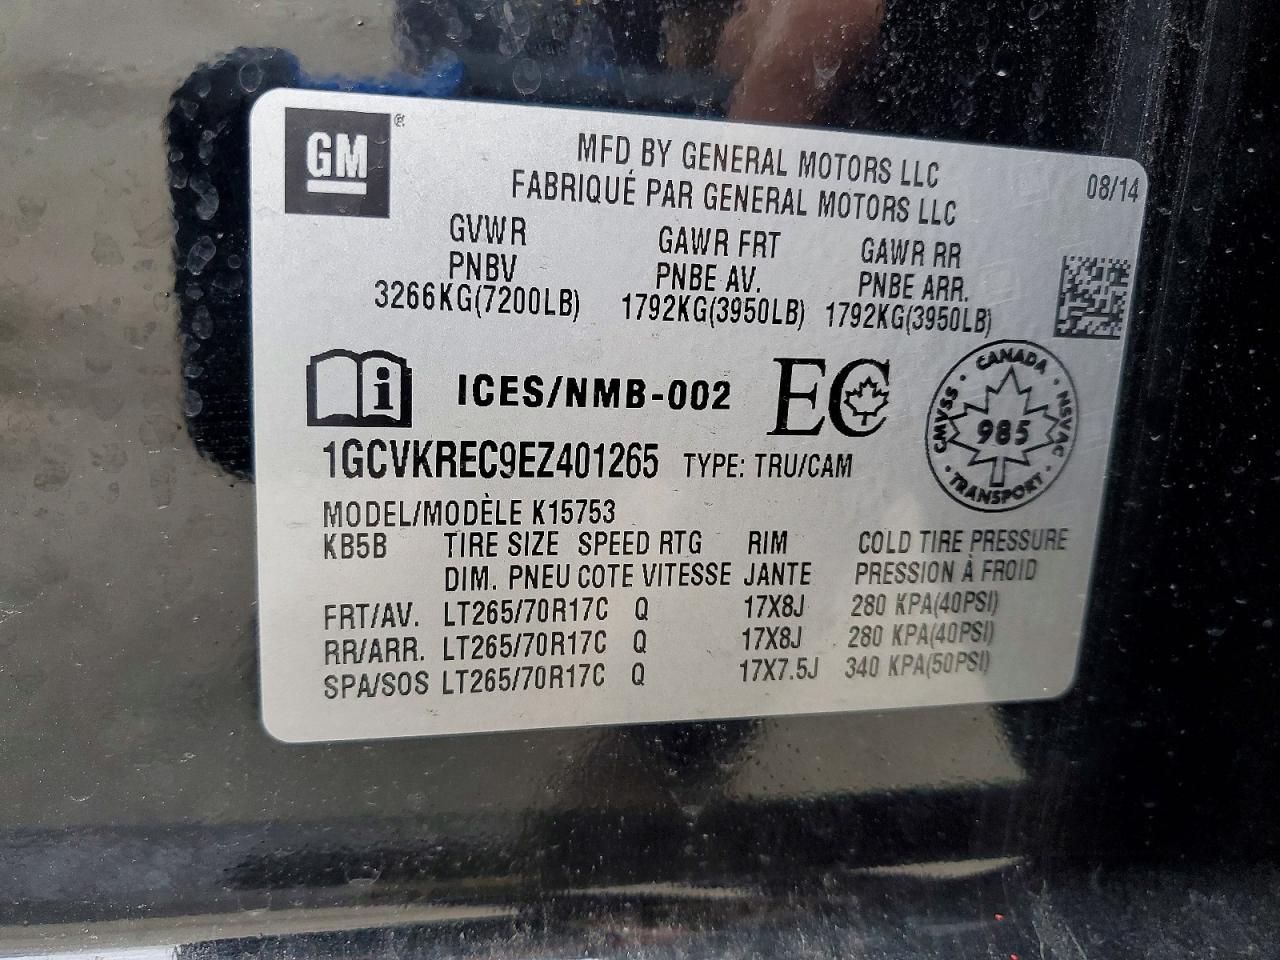 GM
MFD BY GENERAL MOTORS LLC
FABRIQUÉ PAR GENERAL MOTORS LLC
08/14
GVWR GAWR FRT GAWR RR
PNBV PNBE AV. PNBE ARR.
3266KG(7200LB) 1792KG(3950LB) 1792KG(3950LB)
i ICES/NMB-002 EC
CANADA
CMVSS · NSVAC
985
TRANSPORT
1GCVKREC9EZ401265 TYPE: TRU/CAM
MODEL/MODÈLE K15753
KB5B TIRE SIZE SPEED RTG RIM COLD TIRE PRESSURE
DIM. PNEU COTE VITESSE JANTE PRESSION À FROID
FRT/AV. LT265/70R17C Q 17X8J 280 KPA(40PSI)
RR/ARR. LT265/70R17C Q 17X8J 280 KPA(40PSI)
SPA/SOS LT265/70R17C Q 17X7.5J 340 KPA(50PSI)